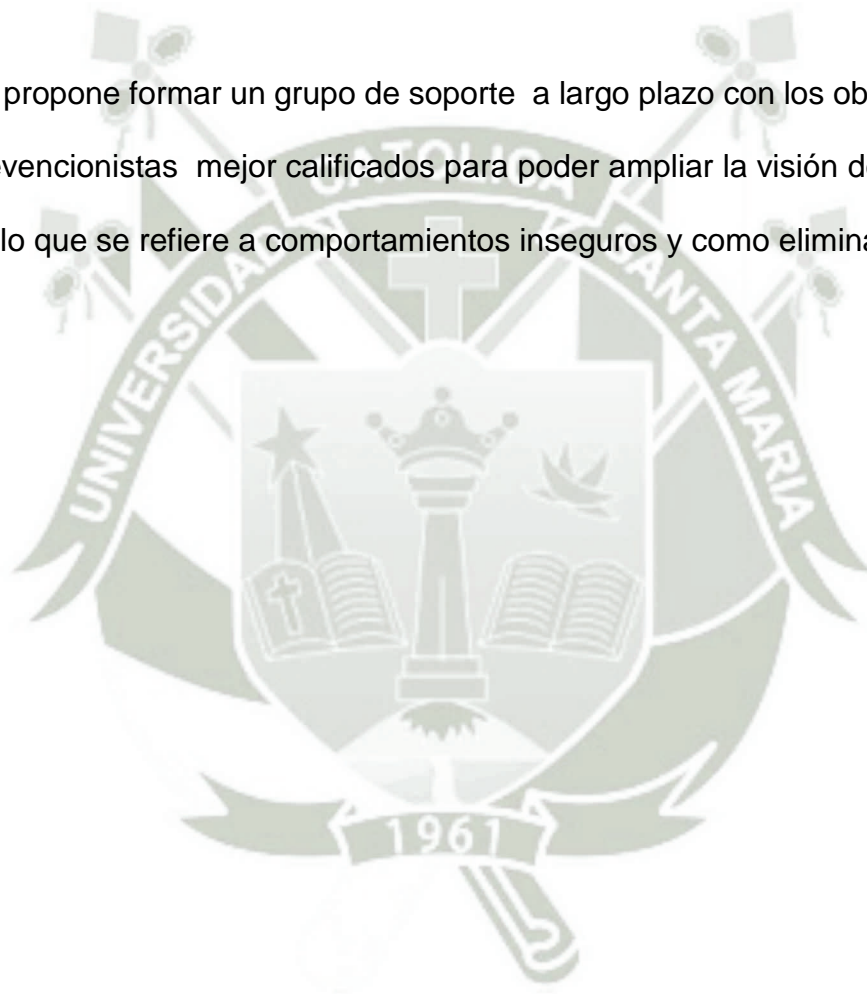 propone formar un grupo de soporte a largo plazo con los ob
vencionistas mejor calificados para poder ampliar la visión d
lo que se refiere a comportamientos inseguros y como elimina
UNIVERSIDAD CATOLICA SANTA MARIA
1961